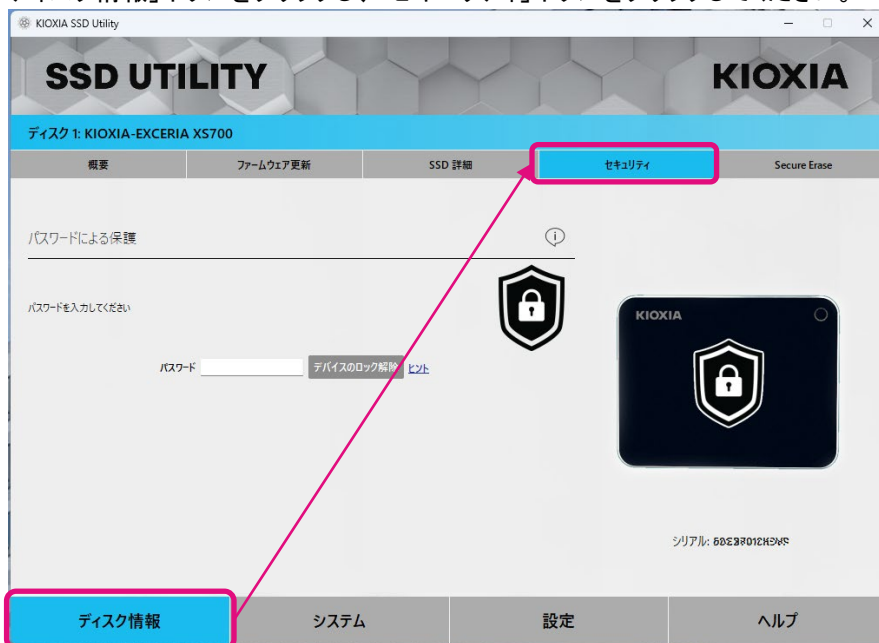 KIOXIA SSD Utility
SSD UTILITY
KIOXIA
ディスク 1: KIOXIA-EXCERIA XS700
概要
ファームウェア更新
SSD 詳細
セキュリティ
Secure Erase
パスワードによる保護
パスワードを入力してください
KIOXIA
パスワード
デバイスのロック解除
ヒント
シリアル:
ディスク情報
システム
設定
ヘルプ